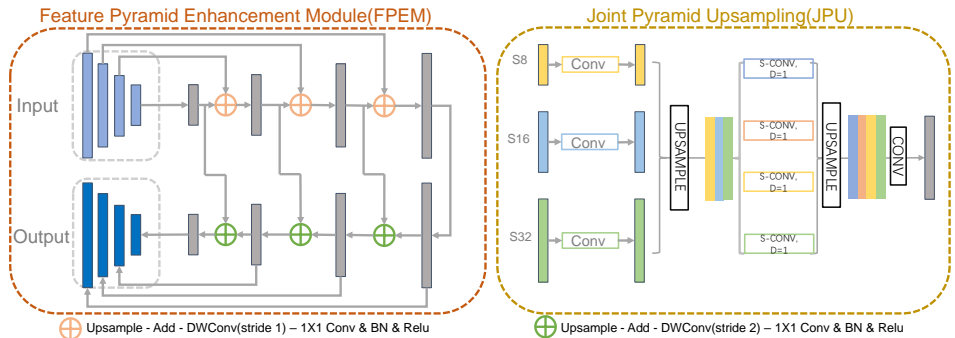 Feature Pyramid Enhancement Module(FPEM)
Input
Output
Upsample - Add - DWConv(stride 1) – 1X1 Conv & BN & Relu
Joint Pyramid Upsampling(JPU)
S8
Conv
S16
Conv
S32
Conv
UPSAMPLE
S-CONV,
D=1
S-CONV,
D=1
S-CONV,
D=1
S-CONV,
D=1
UPSAMPLE
CONV
Upsample - Add - DWConv(stride 2) – 1X1 Conv & BN & Relu